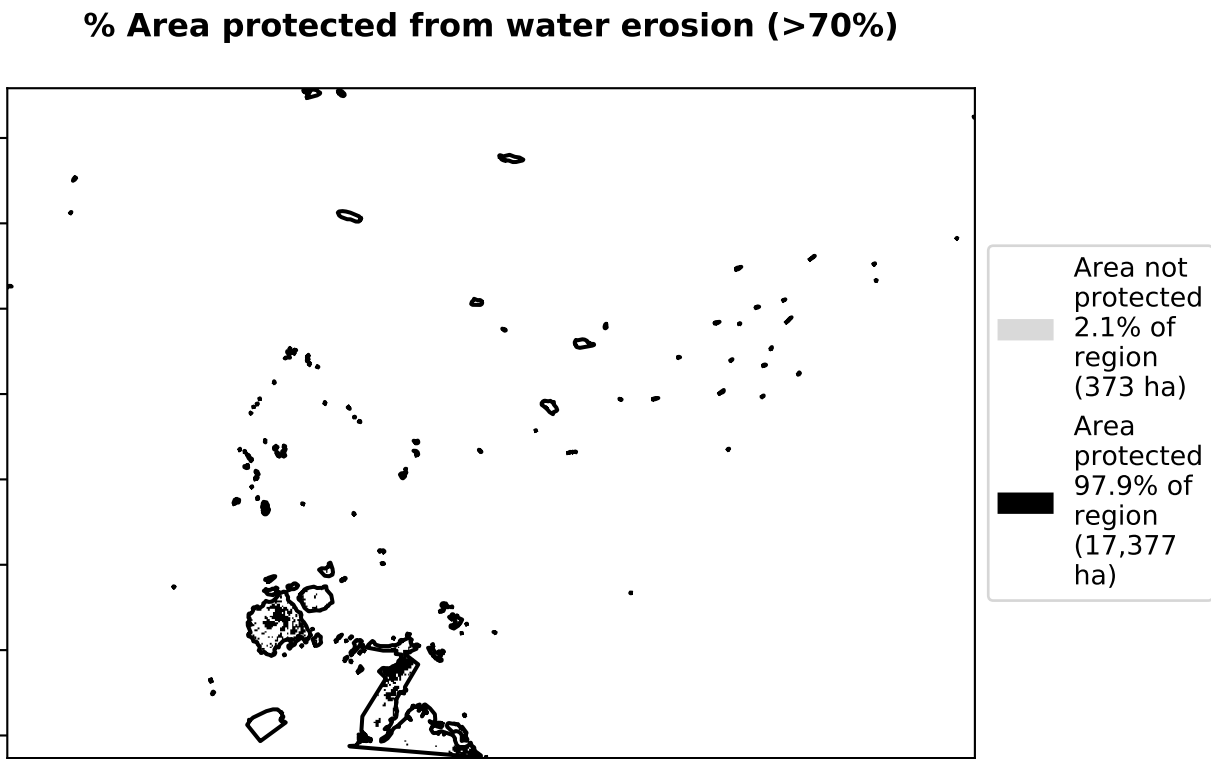 % Area protected from water erosion (>70%)
Area not
protected
2.1% of
region
(373 ha)
Area
protected
97.9% of
region
(17,377
ha)